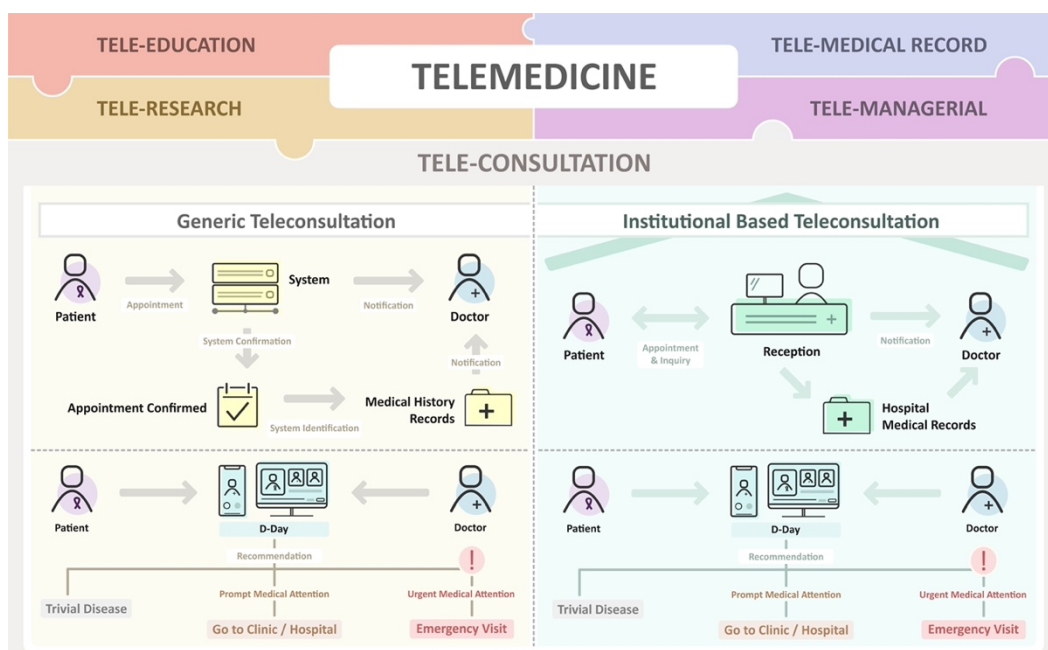 TELE-EDUCATION
TELE-MEDICAL RECORD
TELEMEDICINE
TELE-RESEARCH
TELE-MANAGERIAL
TELE-CONSULTATION
Generic Teleconsultation
System
Appointment
Notification
Patient
Doctor
System Confirmation
Notification
Appointment Confirmed
Medical History
Records
System Identification
Patient
Doctor
D-Day
Recommendation
Prompt Medical Attention
Urgent Medical Attention
Trivial Disease
Go to Clinic / Hospital
Emergency Visit
Institutional Based Teleconsultation
Patient
Appointment
& Inquiry
Reception
Notification
Doctor
Hospital
Medical Records
Patient
Doctor
D-Day
Recommendation
Prompt Medical Attention
Urgent Medical Attention
Trivial Disease
Go to Clinic / Hospital
Emergency Visit